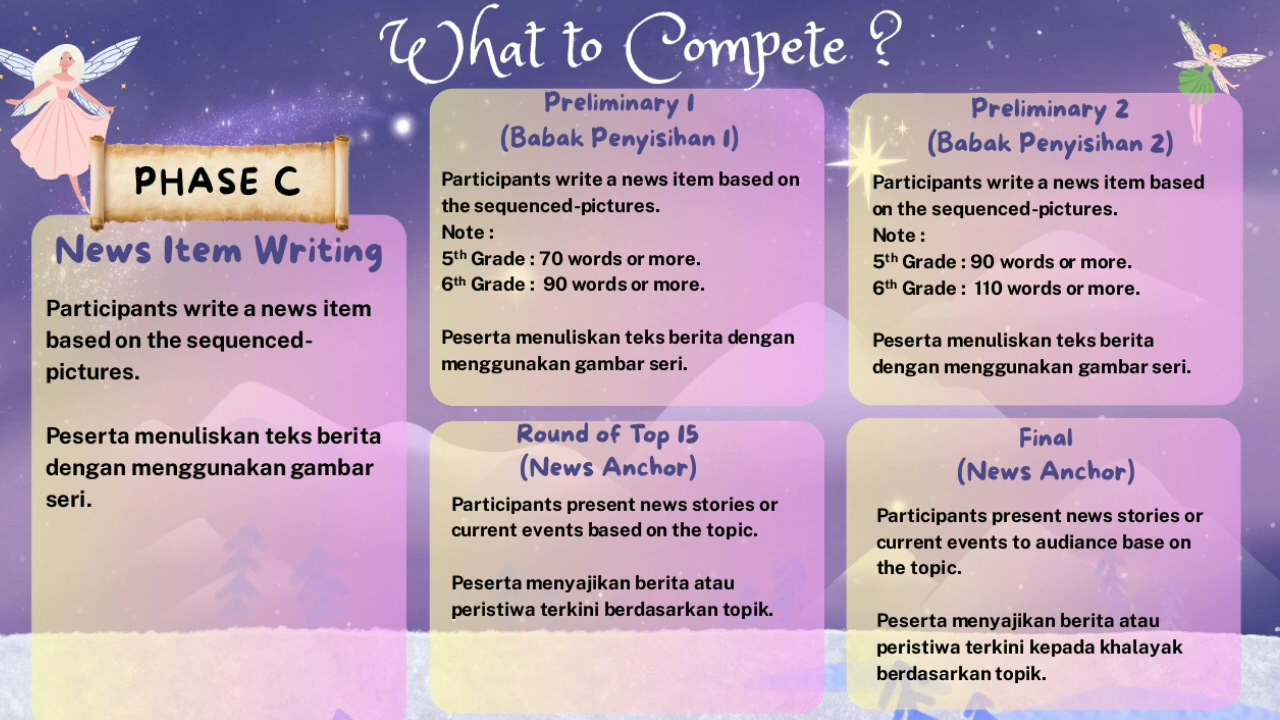 What to Compete ?
PHASE C
News Item Writing
Participants write a news item
based on the sequenced-
pictures.
Peserta menuliskan teks berita
dengan menggunakan gambar
seri.
Preliminary 1
(Babak Penyisihan 1)
Participants write a news item based on
the sequenced-pictures.
Note :
5th Grade : 70 words or more.
6th Grade :  90 words or more.
Peserta menuliskan teks berita dengan
menggunakan gambar seri.
Preliminary 2
(Babak Penyisihan 2)
Participants write a news item based
on the sequenced-pictures.
Note :
5th Grade : 90 words or more.
6th Grade :  110 words or more.
Peserta menuliskan teks berita
dengan menggunakan gambar seri.
Round of Top 15
(News Anchor)
Participants present news stories or
current events based on the topic.
Peserta menyajikan berita atau
peristiwa terkini berdasarkan topik.
Final
(News Anchor)
Participants present news stories or
current events to audiance base on
the topic.
Peserta menyajikan berita atau
peristiwa terkini kepada khalayak
berdasarkan topik.